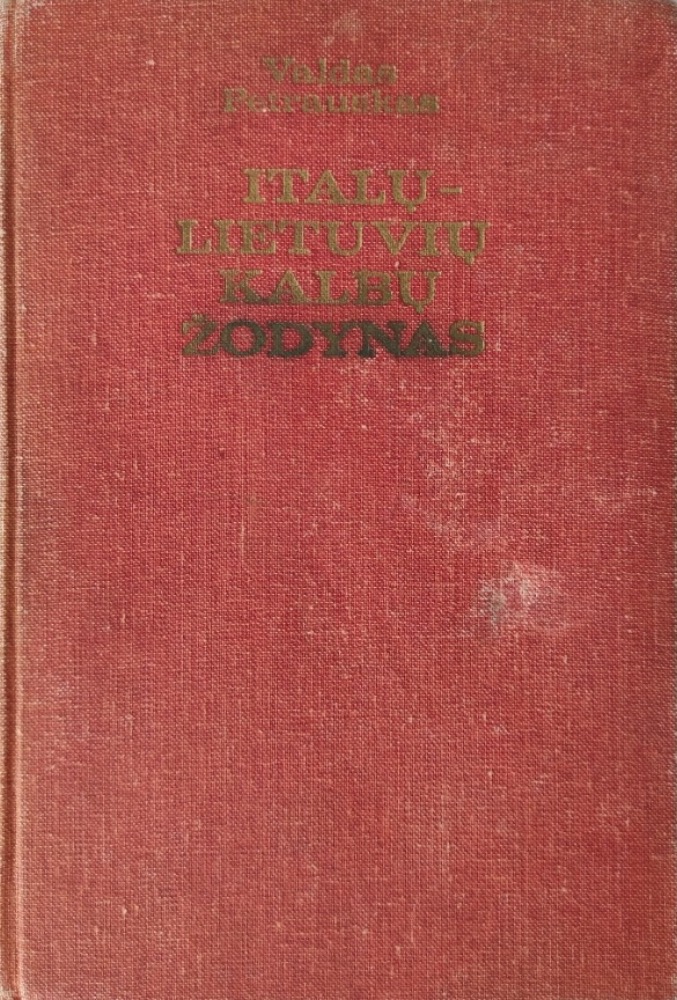 Valdas
Petrauskas
ITALŲ-
LIETUVIŲ
KALBŲ
ŽODYNAS